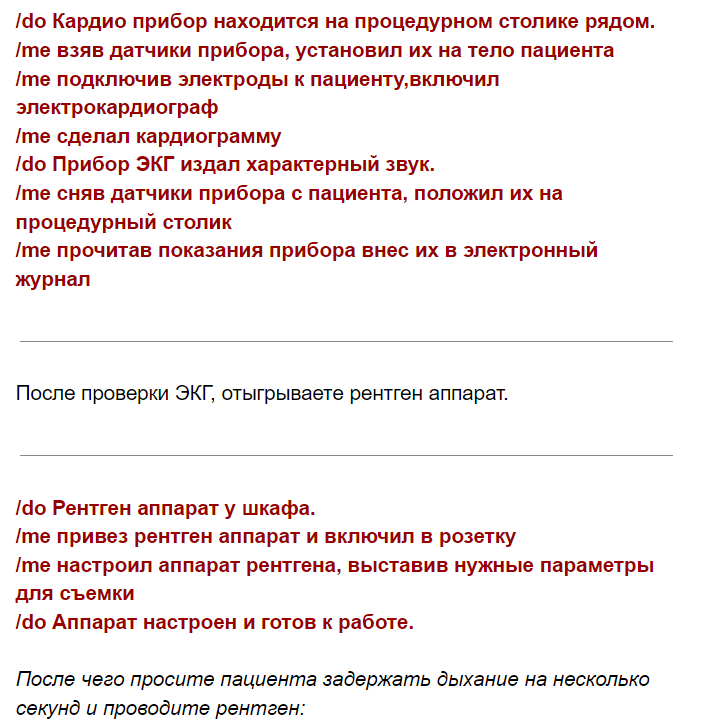 /do Кардио прибор находится на процедурном столике рядом.
/me взяв датчики прибора, установил их на тело пациента
/me подключив электроды к пациенту,включил
электрокардиограф
/me сделал кардиограмму
/do Прибор ЭКГ издал характерный звук.
/me сняв датчики прибора с пациента, положил их на
процедурный столик
/me прочитав показания прибора внес их в электронный
журнал
После проверки ЭКГ, отыгрываете рентген аппарат.
/do Рентген аппарат у шкафа.
/me привез рентген аппарат и включил в розетку
/me настроил аппарат рентгена, выставив нужные параметры
для съемки
/do Аппарат настроен и готов к работе.
После чего просите пациента задержать дыхание на несколько
секунд и проводите рентген: